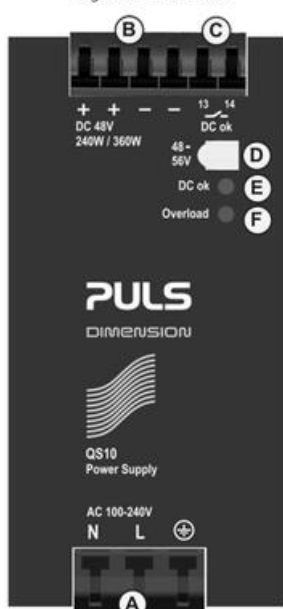 B C
+ + − − 13 14
DC 48V DC ok
240W / 360W
48 -
56V D
DC ok E
Overload F
PULS
DIMENSION
QS10
Power Supply
AC 100-240V
N L
A